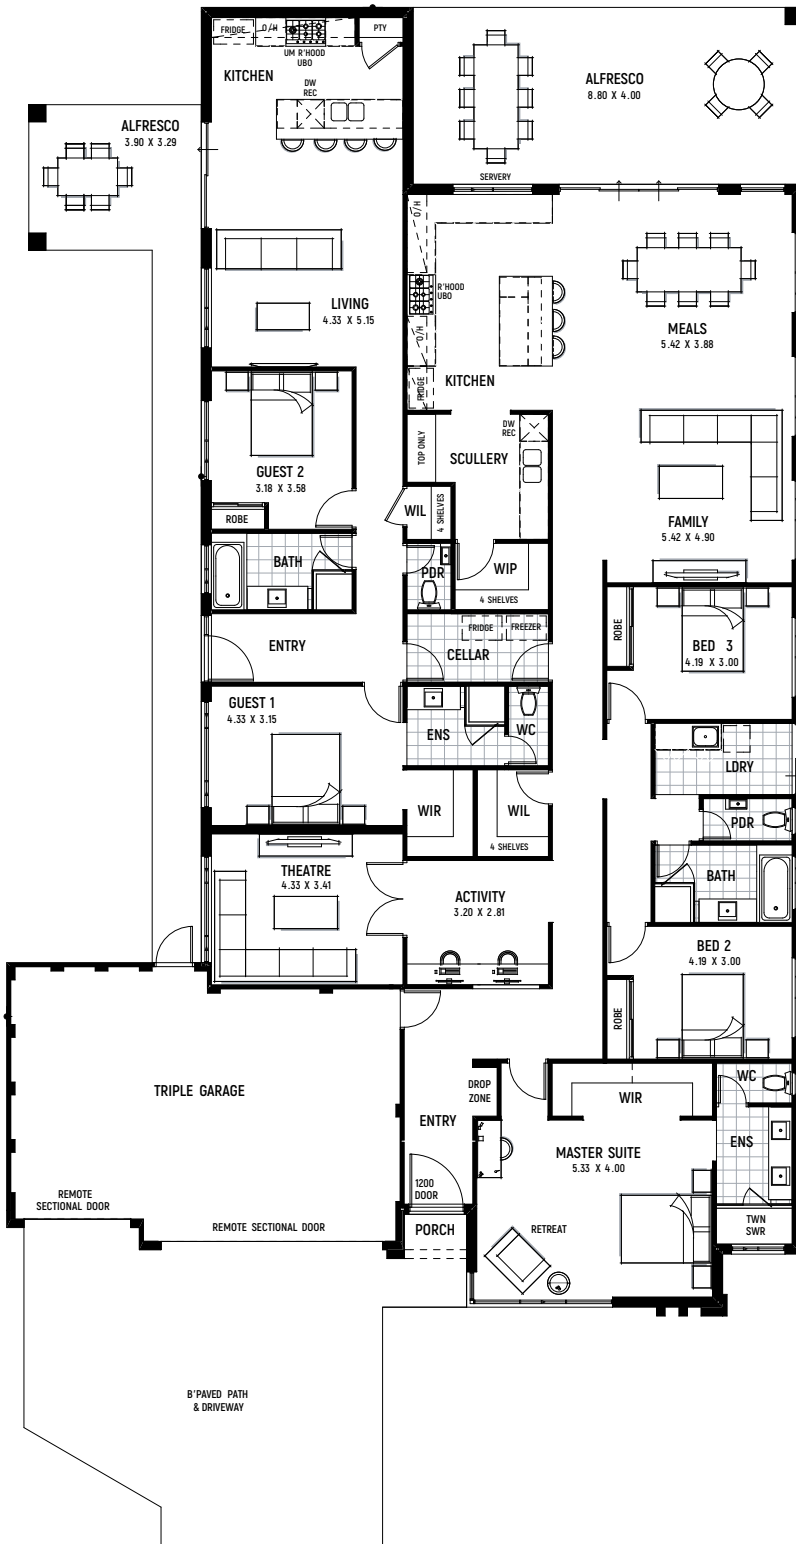 FRIDGE
O/H
PTY
UM R'HOOD
UBO
KITCHEN
DW
REC
ALFRESCO
8.80 X 4.00
ALFRESCO
3.90 X 3.29
SERVERY
O/H
R'HOOD
UBO
LIVING
4.33 X 5.15
O/H
MEALS
5.42 X 3.88
FRIDGE
KITCHEN
DW
REC
TOP ONLY
SCULLERY
GUEST 2
3.18 X 3.58
ROBE
WIL
4 SHELVES
FAMILY
5.42 X 4.90
BATH
PDR
WIP
4 SHELVES
ENTRY
FRIDGE
FREEZER
CELLAR
ROBE
BED 3
4.19 X 3.00
GUEST 1
4.33 X 3.15
ENS
WC
LDRY
WIR
WIL
4 SHELVES
PDR
THEATRE
4.33 X 3.41
BATH
ACTIVITY
3.20 X 2.81
BED 2
4.19 X 3.00
ROBE
TRIPLE GARAGE
DROP
ZONE
WIR
WC
ENTRY
ENS
MASTER SUITE
5.33 X 4.00
1200
DOOR
REMOTE
SECTIONAL DOOR
REMOTE SECTIONAL DOOR
PORCH
RETREAT
TWN
SWR
B'PAVED PATH
& DRIVEWAY